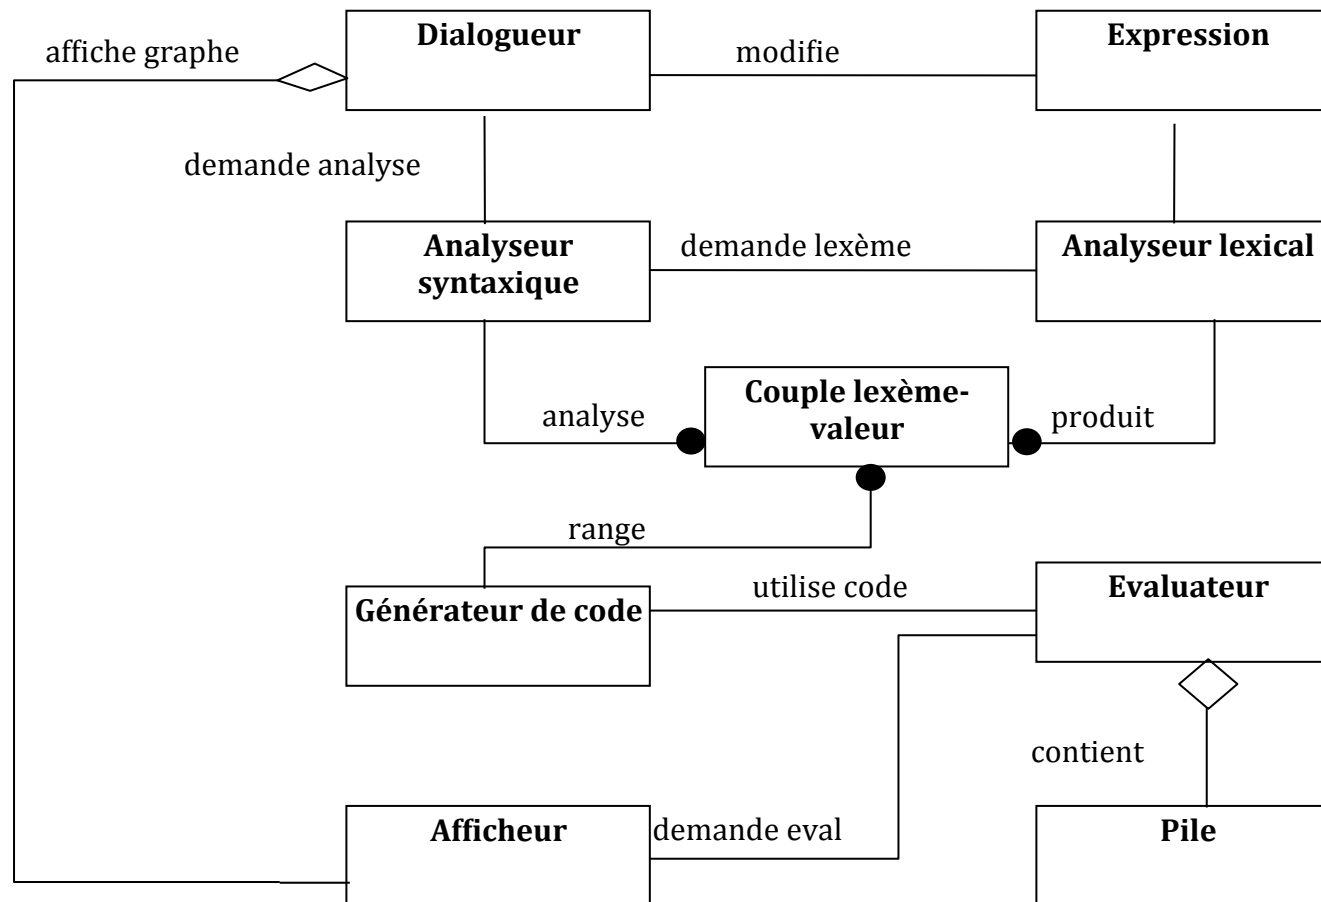 Dialogueur
Expression
affiche graphe
modifie
demande analyse
Analyseur
syntaxique
demande lexème
Analyseur lexical
Couple lexème-
valeur
analyse
produit
range
Générateur de code
utilise code
Evaluateur
contient
Afficheur
demande eval
Pile